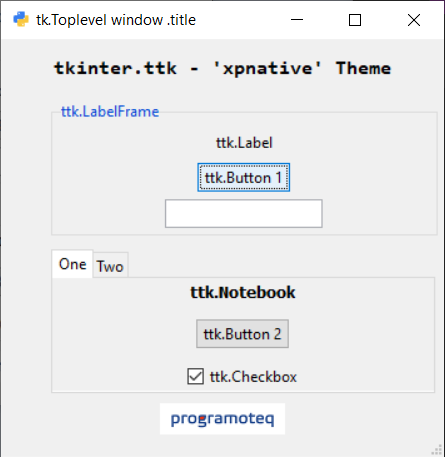 tk.Toplevel window .title
tkinter.ttk - 'xpnative' Theme
ttk.LabelFrame
ttk.Label
ttk.Button 1
One Two
ttk.Notebook
ttk.Button 2
ttk.Checkbox
programoteq